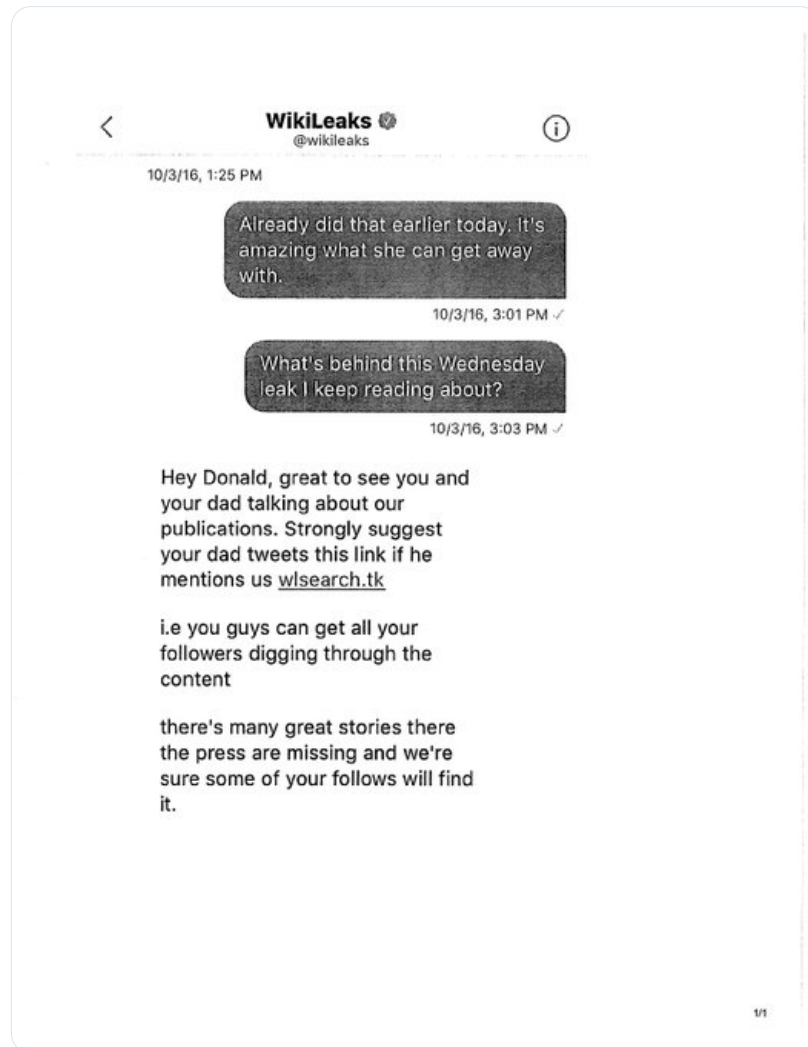 WikiLeaks
@wikileaks
10/3/16, 1:25 PM
Already did that earlier today. It's
amazing what she can get away
with.
10/3/16, 3:01 PM ✓
What's behind this Wednesday
leak I keep reading about?
10/3/16, 3:03 PM ✓
Hey Donald, great to see you and
your dad talking about our
publications. Strongly suggest
your dad tweets this link if he
mentions us wlsearch.tk
i.e you guys can get all your
followers digging through the
content
there's many great stories there
the press are missing and we're
sure some of your follows will find
it.
1/1